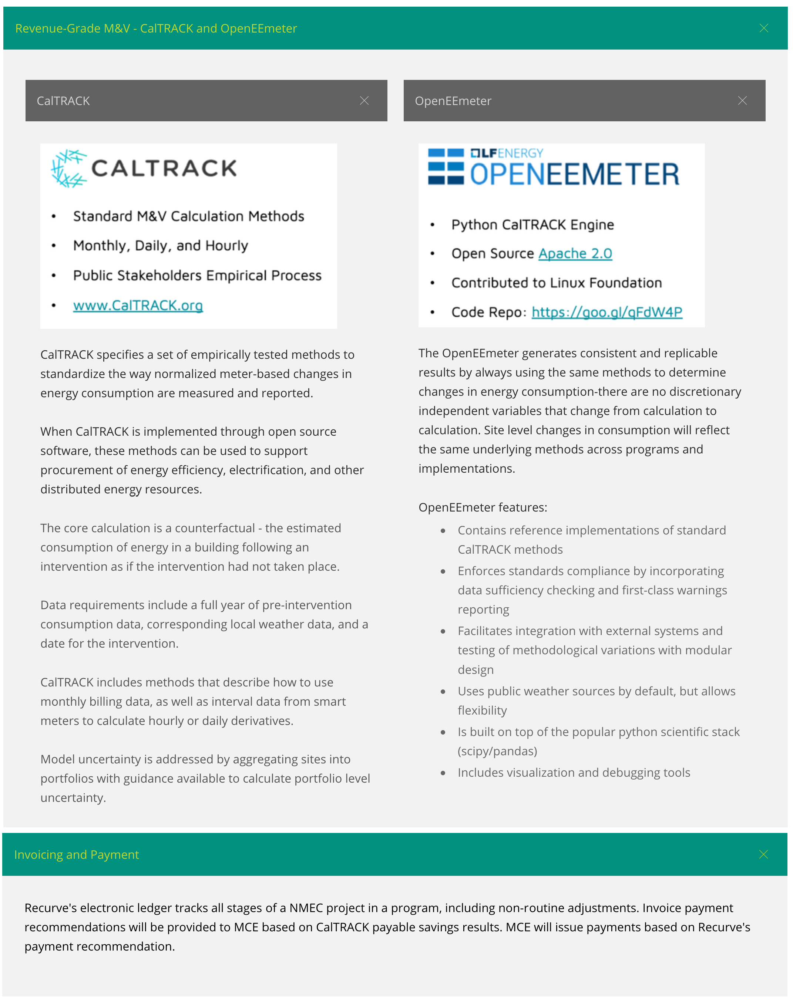 Revenue-Grade M&V - CalTRACK and OpenEEmeter
CalTRACK
CALTRACK
• Standard M&V Calculation Methods
• Monthly, Daily, and Hourly
• Public Stakeholders Empirical Process
• www.CalTRACK.org
CalTRACK specifies a set of empirically tested methods to
standardize the way normalized meter-based changes in
energy consumption are measured and reported.
When CalTRACK is implemented through open source
software, these methods can be used to support
procurement of energy efficiency, electrification, and other
distributed energy resources.
The core calculation is a counterfactual - the estimated
consumption of energy in a building following an
intervention as if the intervention had not taken place.
Data requirements include a full year of pre-intervention
consumption data, corresponding local weather data, and a
date for the intervention.
CalTRACK includes methods that describe how to use
monthly billing data, as well as interval data from smart
meters to calculate hourly or daily derivatives.
Model uncertainty is addressed by aggregating sites into
portfolios with guidance available to calculate portfolio level
uncertainty.
OpenEEmeter
LFENERGY
OPENEEMETER
• Python CalTRACK Engine
• Open Source Apache 2.0
• Contributed to Linux Foundation
• Code Repo: https://goo.gl/qFdW4P
The OpenEEmeter generates consistent and replicable
results by always using the same methods to determine
changes in energy consumption-there are no discretionary
independent variables that change from calculation to
calculation. Site level changes in consumption will reflect
the same underlying methods across programs and
implementations.
OpenEEmeter features:
• Contains reference implementations of standard
CalTRACK methods
• Enforces standards compliance by incorporating
data sufficiency checking and first-class warnings
reporting
• Facilitates integration with external systems and
testing of methodological variations with modular
design
• Uses public weather sources by default, but allows
flexibility
• Is built on top of the popular python scientific stack
(scipy/pandas)
• Includes visualization and debugging tools
Invoicing and Payment
Recurve's electronic ledger tracks all stages of a NMEC project in a program, including non-routine adjustments. Invoice payment
recommendations will be provided to MCE based on CalTRACK payable savings results. MCE will issue payments based on Recurve's
payment recommendation.